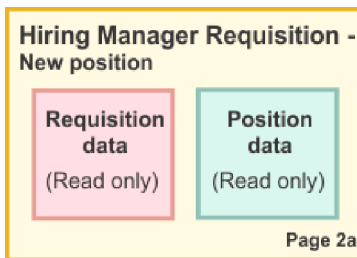 Hiring Manager Requisition -
New position
Requisition
data
(Read only)
Position
data
(Read only)
Page 2a